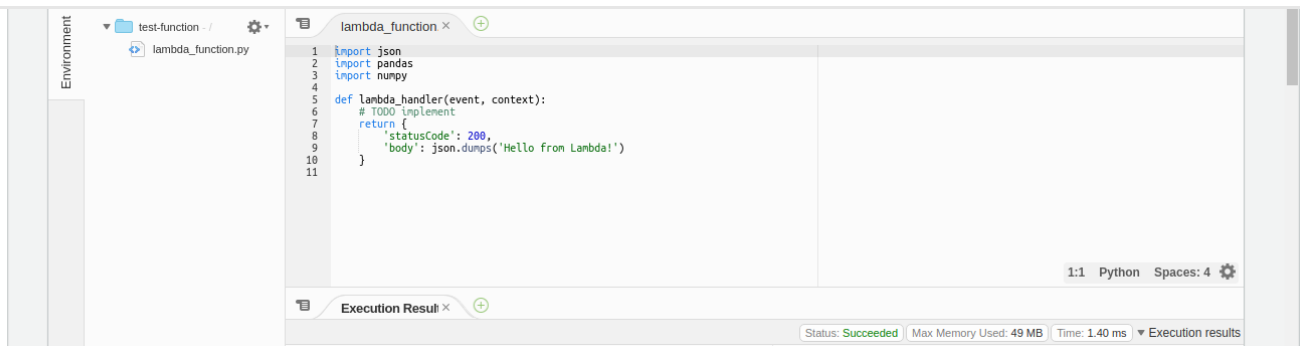 Environment
test-function - /
lambda_function.py
lambda_function
1 import json
2 import pandas
3 import numpy
4
5 def lambda_handler(event, context):
6 # TODO implement
7 return {
8 'statusCode': 200,
9 'body': json.dumps('Hello from Lambda!')
10 }
11
1:1 Python Spaces: 4
Execution Result
Status: Succeeded Max Memory Used: 49 MB Time: 1.40 ms Execution results